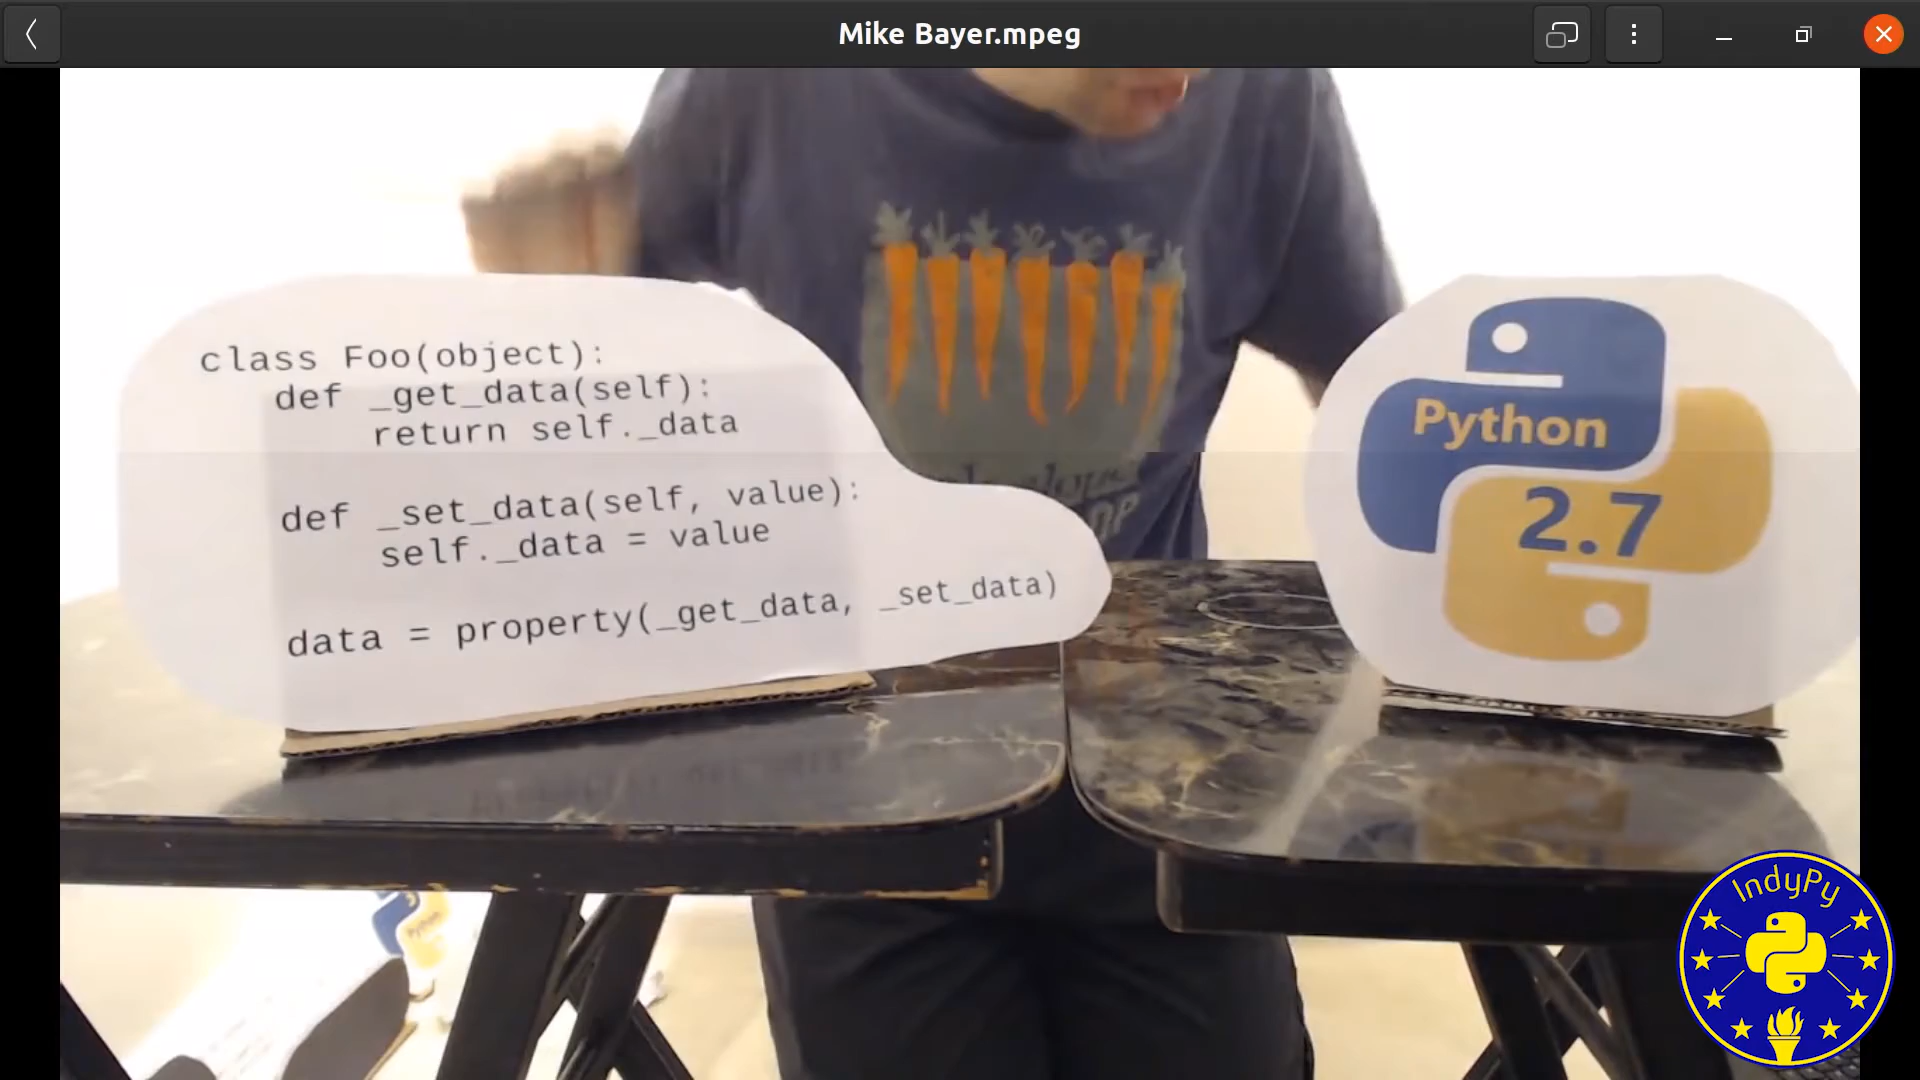 Mike Bayer.mpeg
class Foo(object):
def _get_data(self):
return self._data
def _set_data(self, value):
self._data = value
data = property(_get_data, _set_data)
Python
2.7
Python
IndyPy